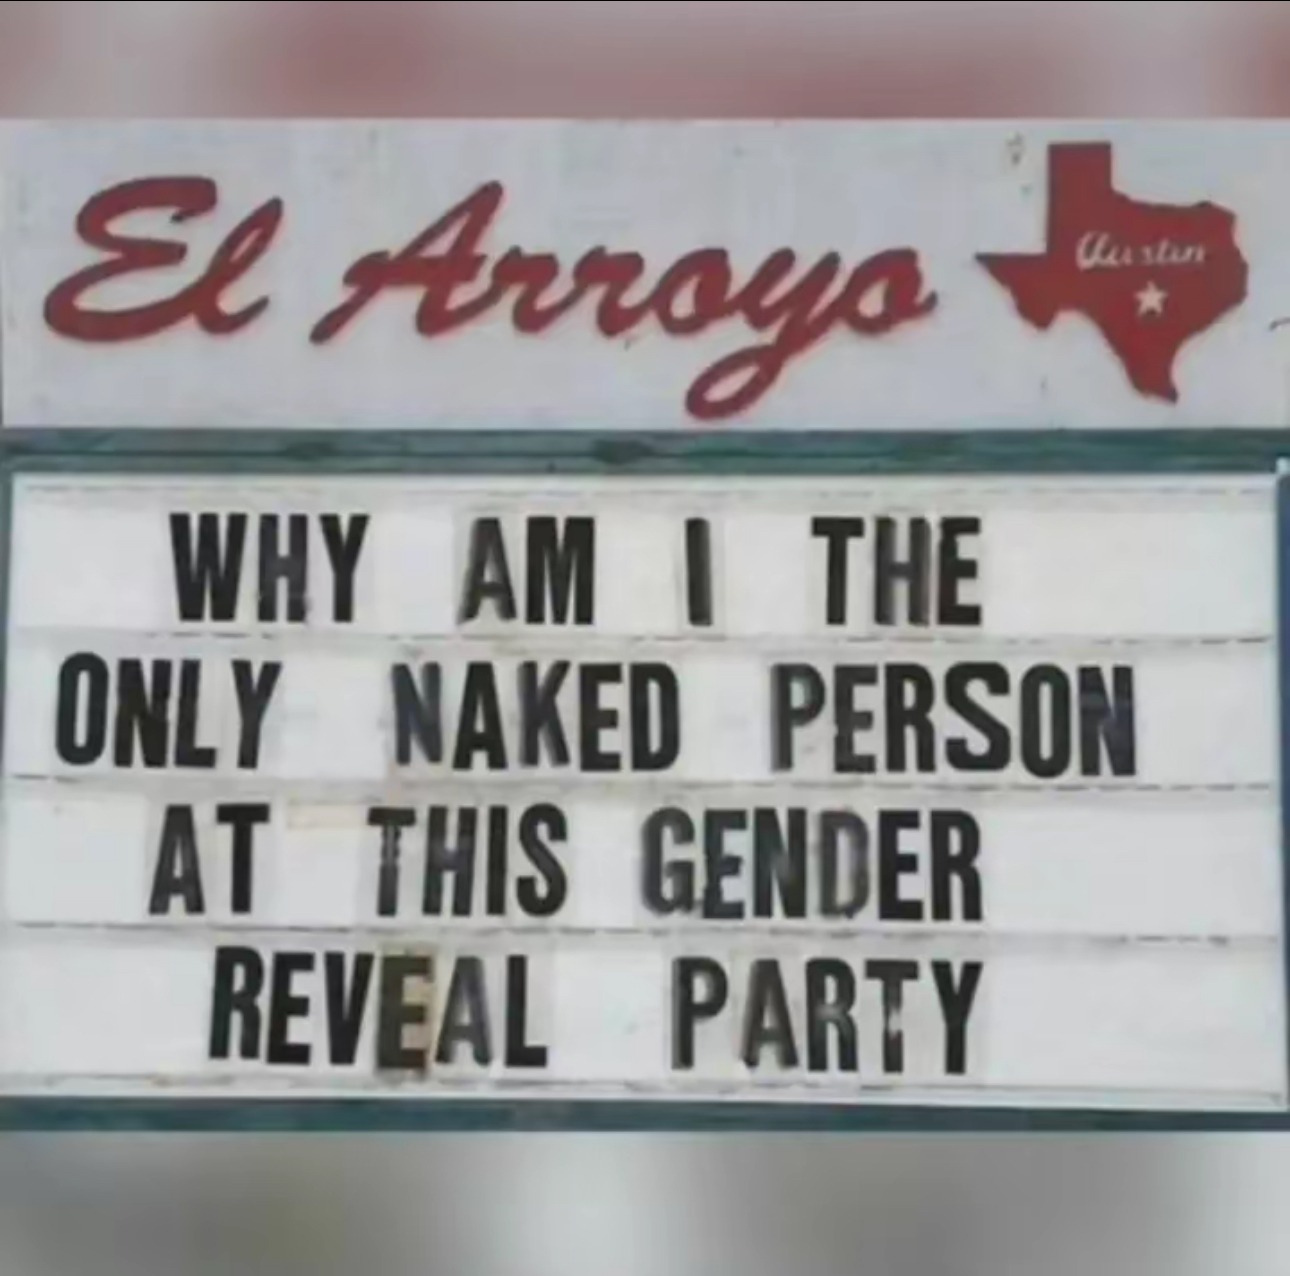 El Arroyo
Austin
WHY AM I THE
ONLY NAKED PERSON
AT THIS GENDER
REVEAL PARTY